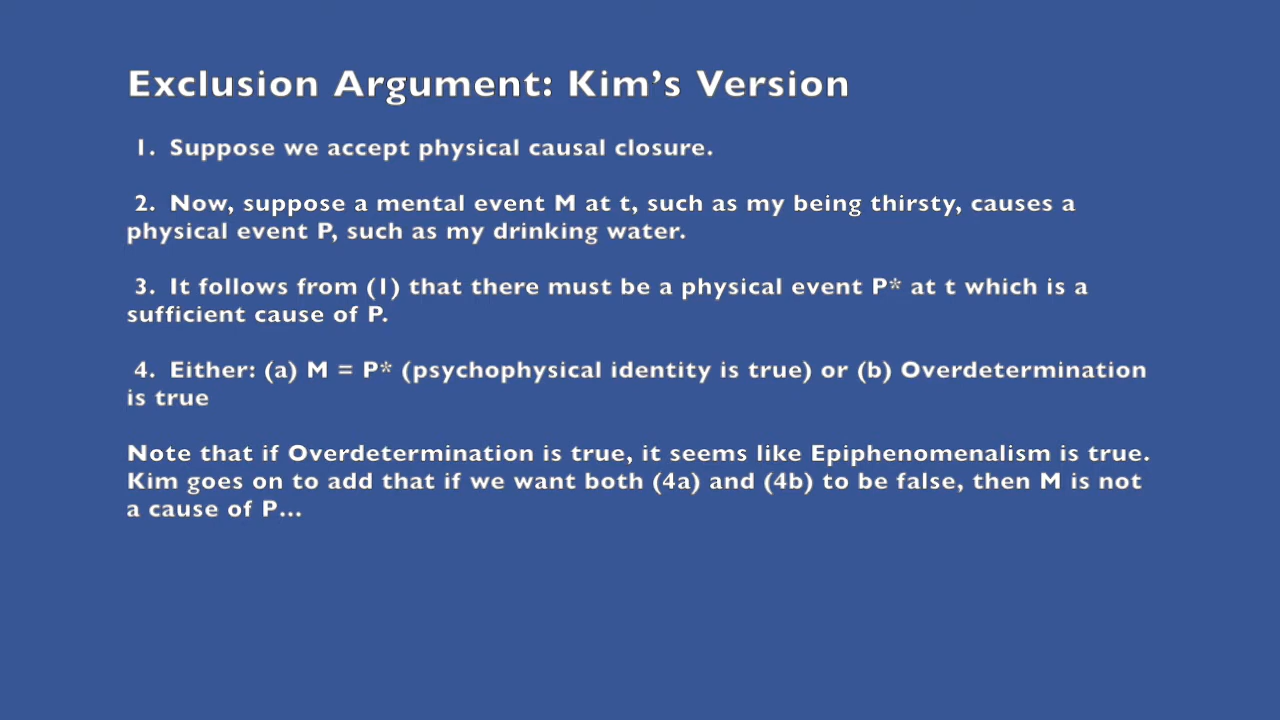 Exclusion Argument: Kim's Version
1. Suppose we accept physical causal closure.
2. Now, suppose a mental event M at t, such as my being thirsty, causes a
physical event P, such as my drinking water.
3. It follows from (1) that there must be a physical event P* at t which is a
sufficient cause of P.
4. Either: (a) M = P* (psychophysical identity is true) or (b) Overdetermination
is true
Note that if Overdetermination is true, it seems like Epiphenomenalism is true.
Kim goes on to add that if we want both (4a) and (4b) to be false, then M is not
a cause of P...